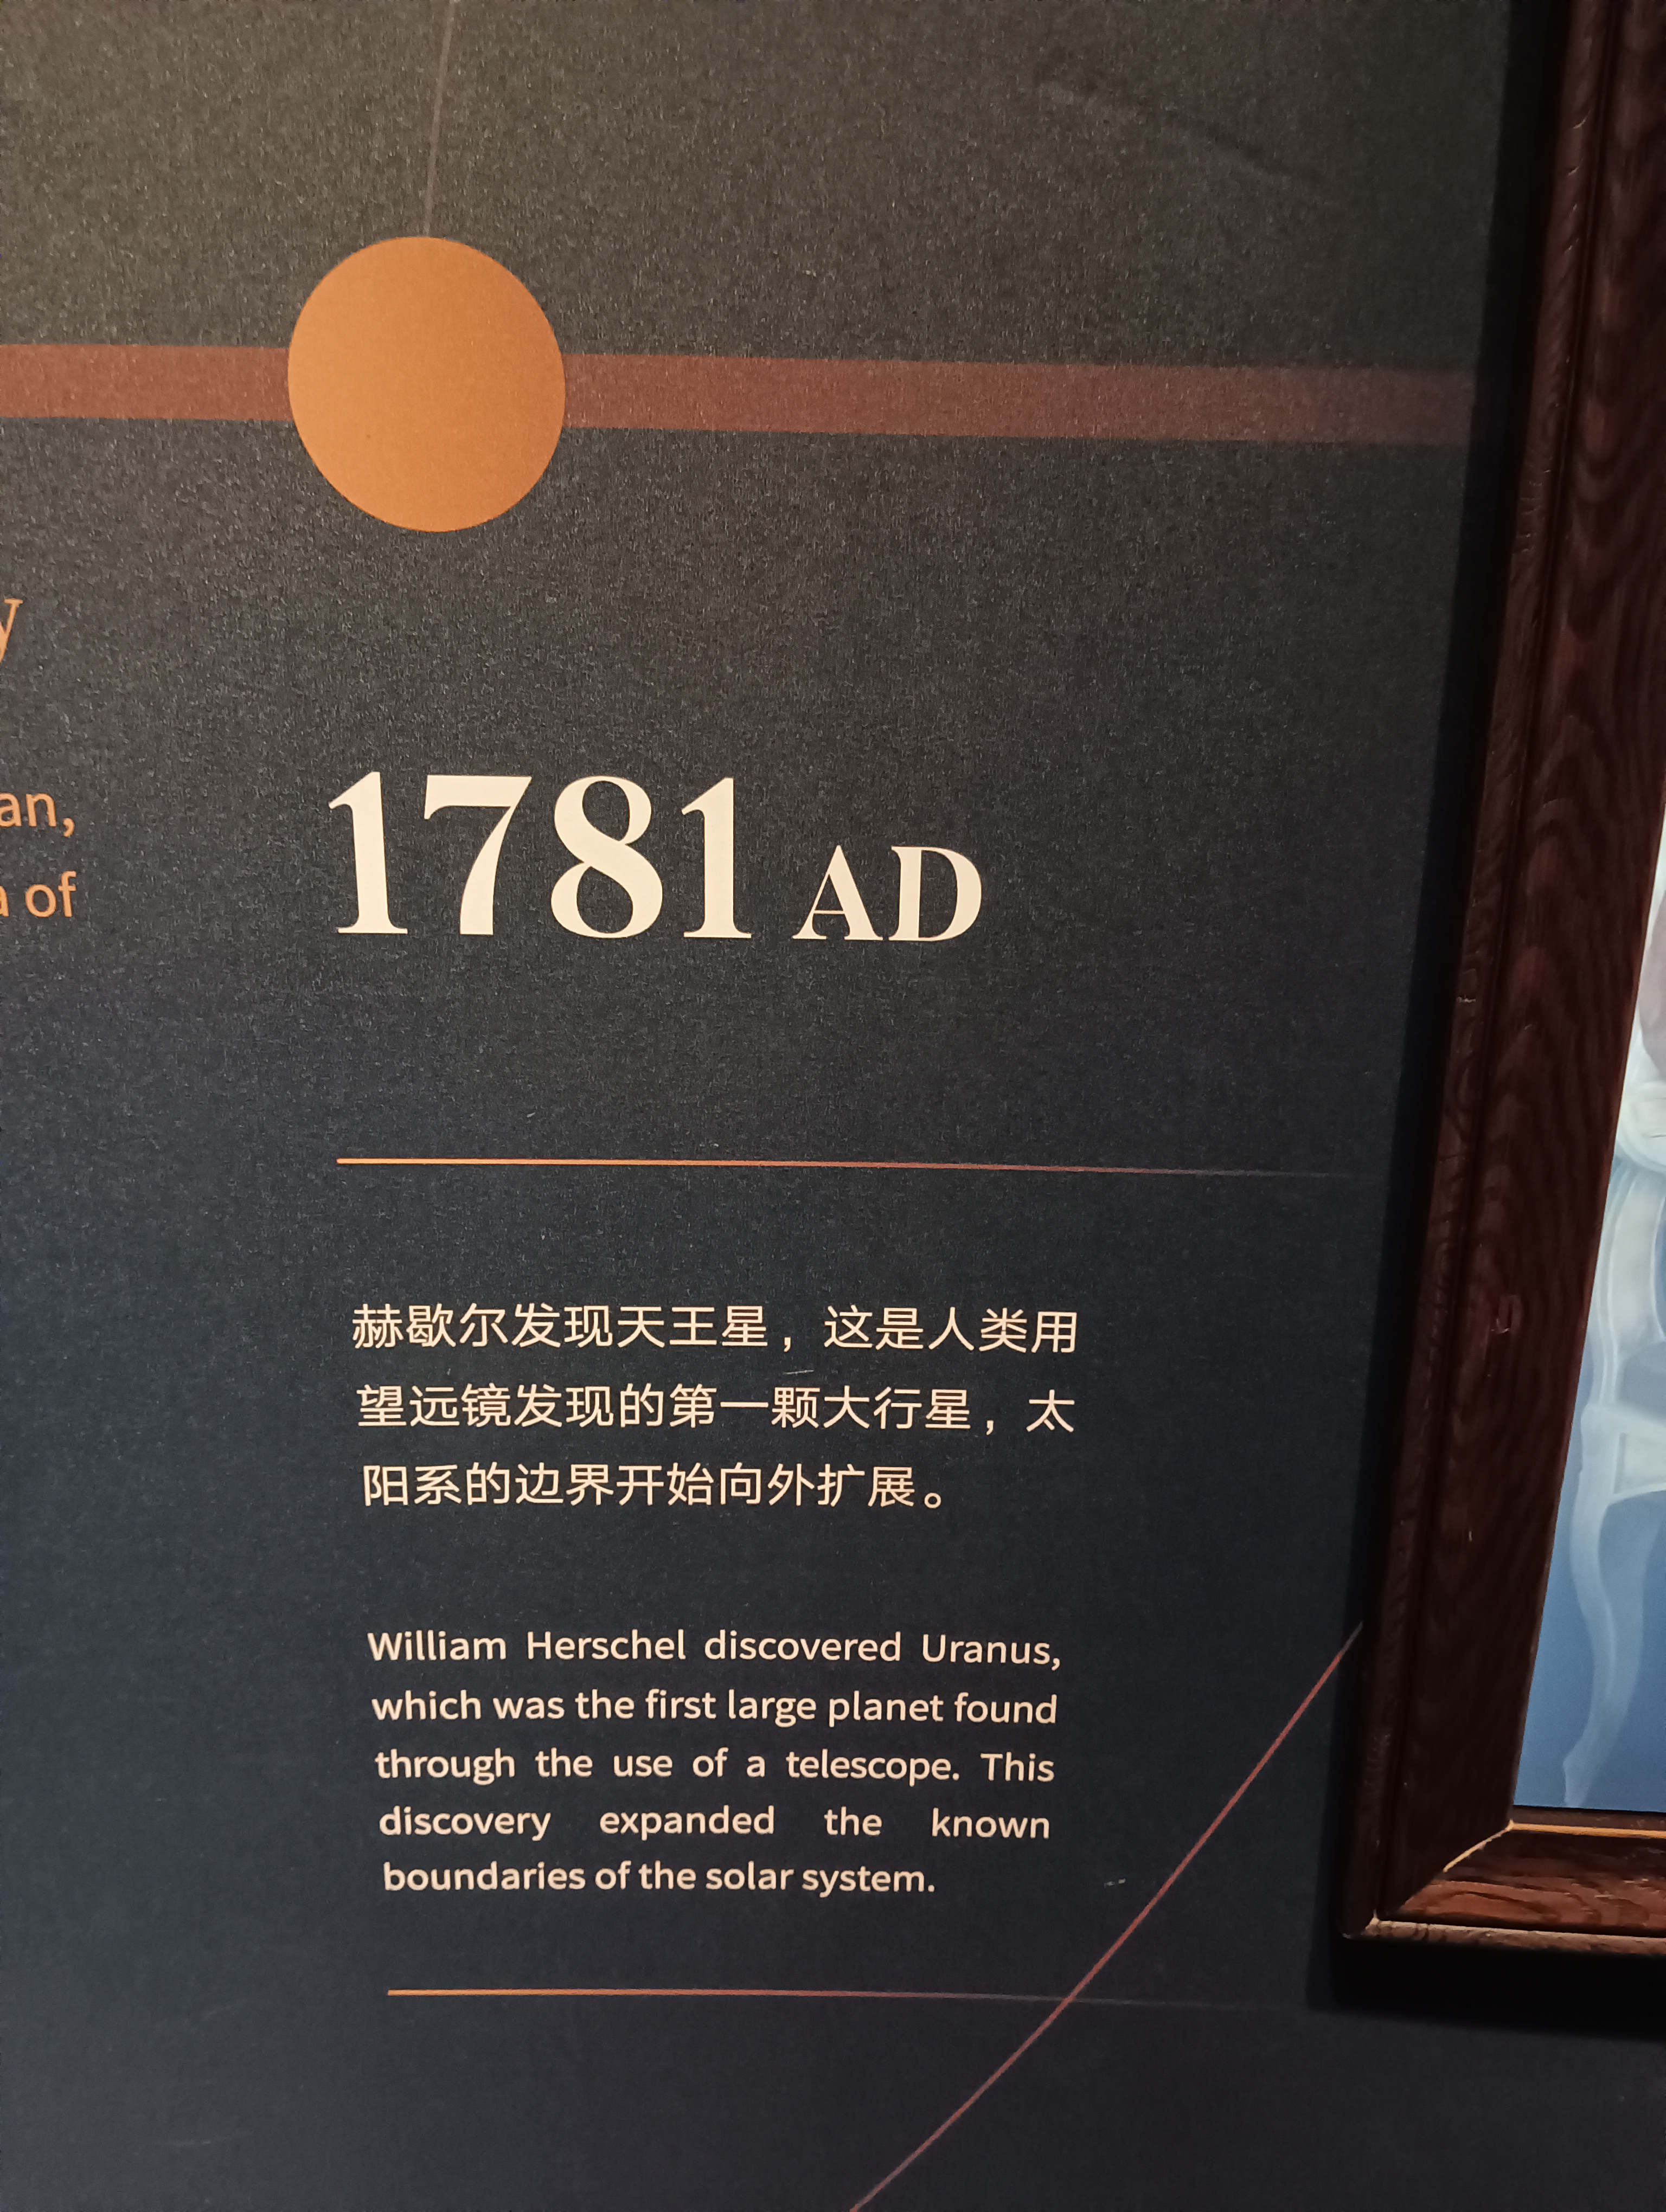 y
an,
of
1781 AD
赫歇尔发现天王星，这是人类用
望远镜发现的第一颗大行星，太
阳系的边界开始向外扩展。
William Herschel discovered Uranus,
which was the first large planet found
through the use of a telescope. This
discovery expanded the known
boundaries of the solar system.